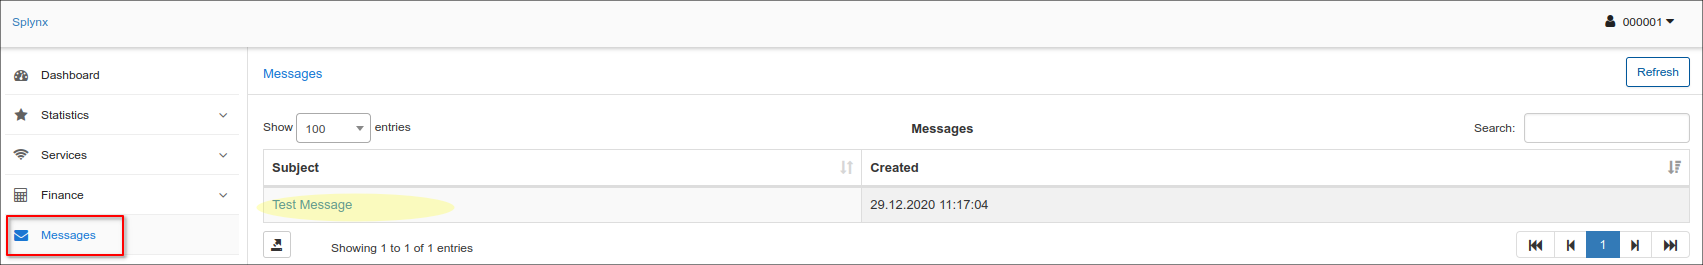 Splynx
000001
Dashboard
Statistics
Services
Finance
Messages
Messages
Refresh
Show 100 entries
Messages
Search:
Subject
Created
Test Message
29.12.2020 11:17:04
Showing 1 to 1 of 1 entries
1